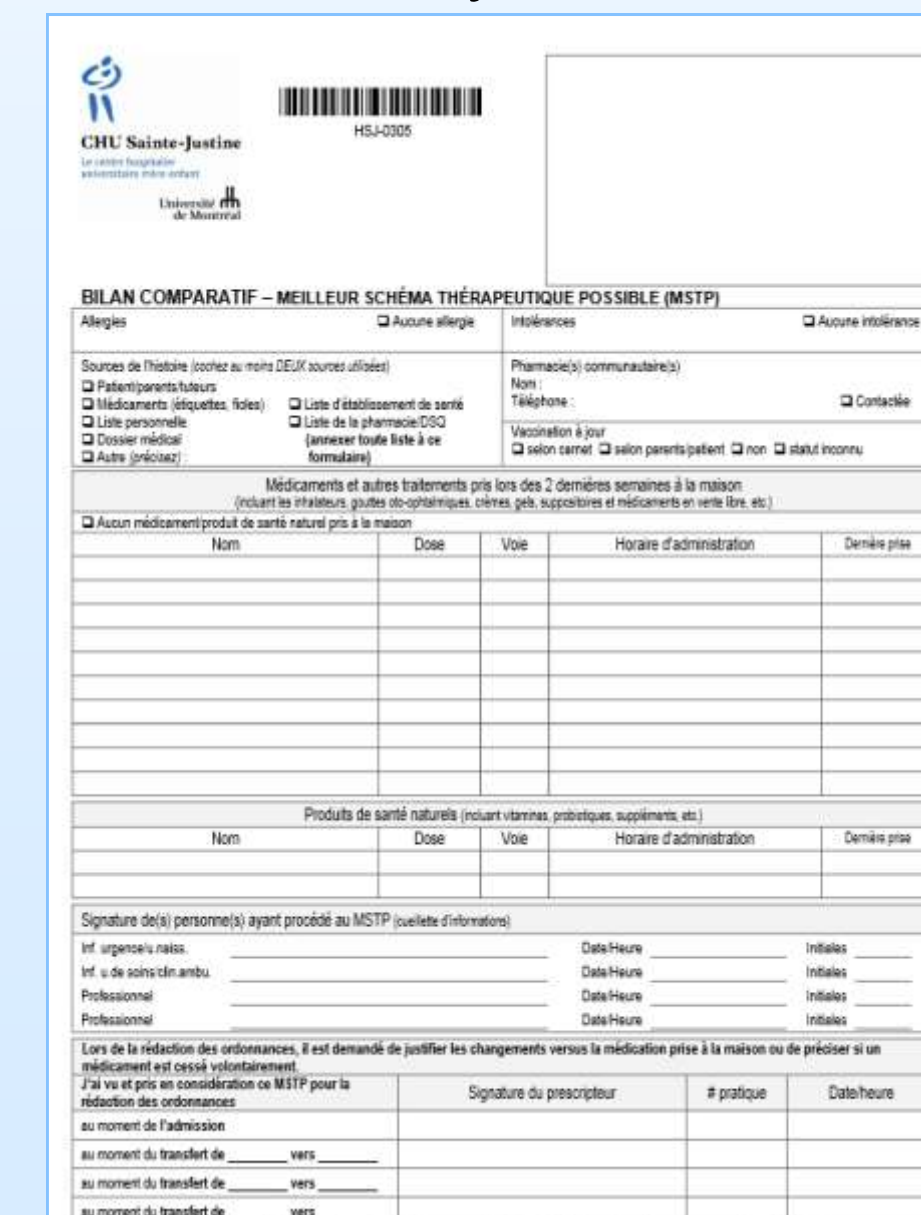 CHU Sainte-Justine
Le centre hospitalier
universitaire mère-enfant
Université
de Montréal
HSJ-0305
BILAN COMPARATIF – MEILLEUR SCHÉMA THÉRAPEUTIQUE POSSIBLE (MSTP)
Allergies ❑ Aucune allergie Intolérances ❑ Aucune intolérance
Sources de l'histoire (cochez au moins DEUX sources utilisées)
❑ Patient/parents/tuteurs
❑ Médicaments (étiquettes, fioles) ❑ Liste d'établissement de santé
❑ Liste personnelle ❑ Liste de la pharmacie/DSQ
❑ Dossier médical (annexer toute liste à ce
❑ Autre (précisez) : formulaire)
Pharmacie(s) communautaire(s)
Nom :
Téléphone : ❑ Contactée
Vaccination à jour
❑ selon carnet ❑ selon parents/patient ❑ non ❑ statut inconnu
Médicaments et autres traitements pris lors des 2 dernières semaines à la maison
(incluant les inhalateurs, gouttes oto-ophtalmiques, crèmes, gels, suppositoires et médicaments en vente libre, etc.)
❑ Aucun médicament/produit de santé naturel pris à la maison
Nom Dose Voie Horaire d'administration Dernière prise
Produits de santé naturels (incluant vitamines, probiotiques, suppléments, etc.)
Nom Dose Voie Horaire d'administration Dernière prise
Signature de(s) personne(s) ayant procédé au MSTP (cueillette d'informations)
Inf. urgence/u.naiss. Date/Heure Initiales
Inf. u.de soins/clin.ambu. Date/Heure Initiales
Professionnel Date/Heure Initiales
Professionnel Date/Heure Initiales
Lors de la rédaction des ordonnances, il est demandé de justifier les changements versus la médication prise à la maison ou de préciser si un
médicament est cessé volontairement.
J'ai vu et pris en considération ce MSTP pour la
rédaction des ordonnances
Signature du prescripteur # pratique Date/heure
au moment de l'admission
au moment du transfert de ________ vers ________
au moment du transfert de ________ vers ________
au moment du transfert de vers